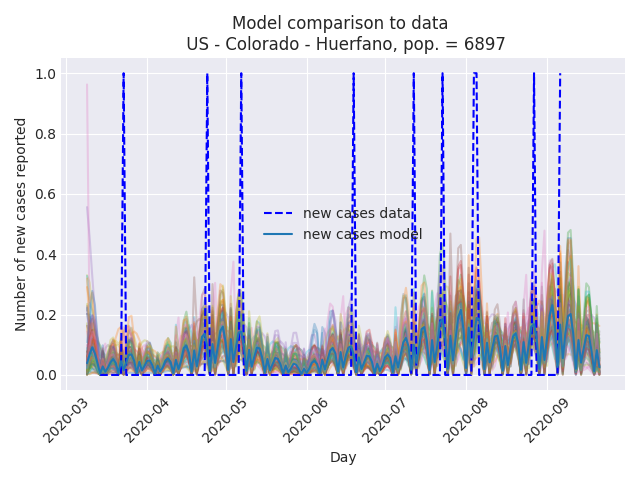 Model comparison to data
US - Colorado - Huerfano, pop. = 6897
Number of new cases reported
1.0
0.8
0.6
0.4
0.2
0.0
new cases data
new cases model
2020-03
2020-04
2020-05
2020-06
2020-07
2020-08
2020-09
Day